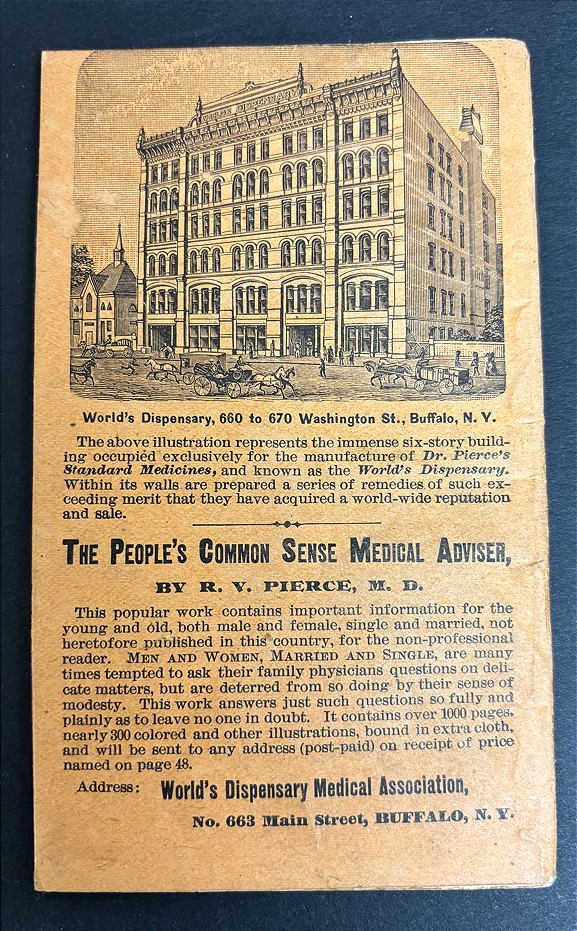 World's Dispensary, 660 to 670 Washington St., Buffalo, N. Y.
The above illustration represents the immense six-story build-
ing occupied exclusively for the manufacture of Dr. Pierce's
Standard Medicines, and known as the World's Dispensary.
Within its walls are prepared a series of remedies of such ex-
ceeding merit that they have acquired a world-wide reputation
and sale.
THE PEOPLE'S COMMON SENSE MEDICAL ADVISER,
BY R. V. PIERCE, M. D.
This popular work contains important information for the
young and old, both male and female, single and married, not
heretofore published in this country, for the non-professional
reader. MEN AND WOMEN, MARRIED AND SINGLE, are many
times tempted to ask their family physicians questions on deli-
cate matters, but are deterred from so doing by their sense of
modesty. This work answers just such questions so fully and
plainly as to leave no one in doubt. It contains over 1000 pages,
nearly 300 colored and other illustrations, bound in extra cloth,
and will be sent to any address (post-paid) on receipt of price
named on page 48.
Address: World's Dispensary Medical Association,
No. 663 Main Street, BUFFALO, N. Y.